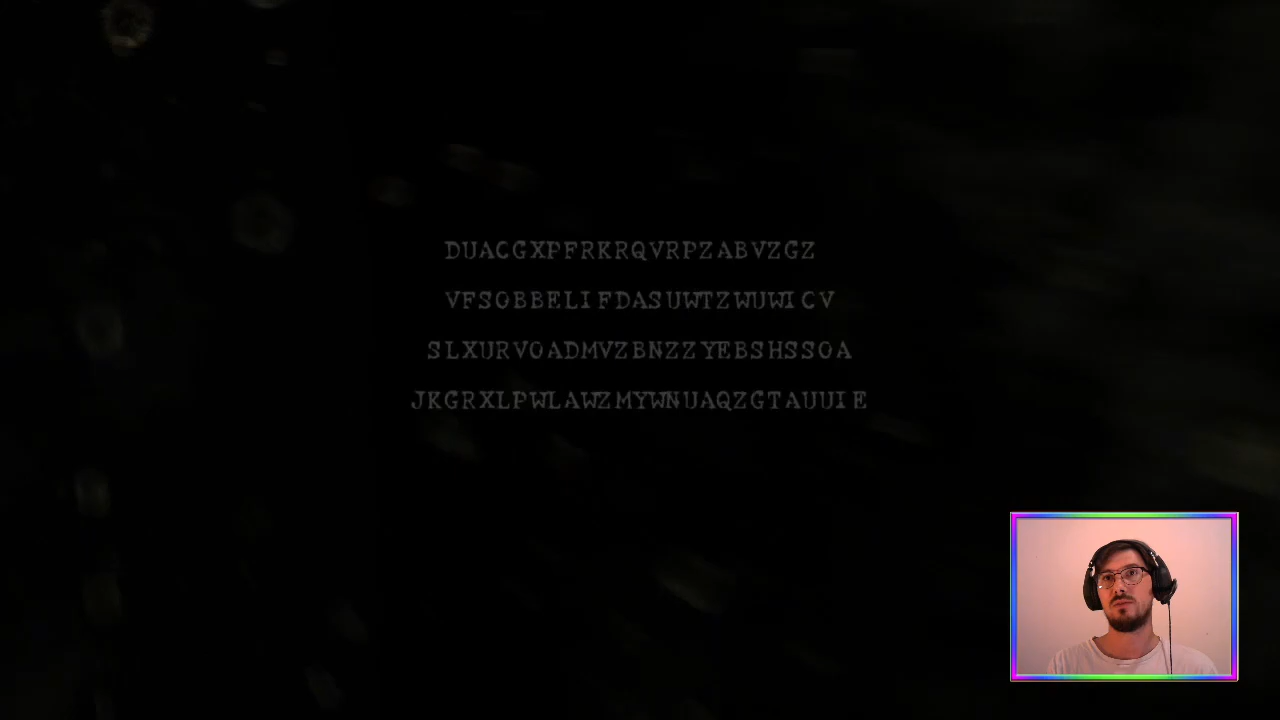 DUACGXPFRKRQVRPZABVZGZ
VFSOBBELIFDASUWTZWUWICV
SLXURVOADMVZBNZZYEBSHSSOA
JKGRXLPWLAWZMYWNUAQZGTAUUIE